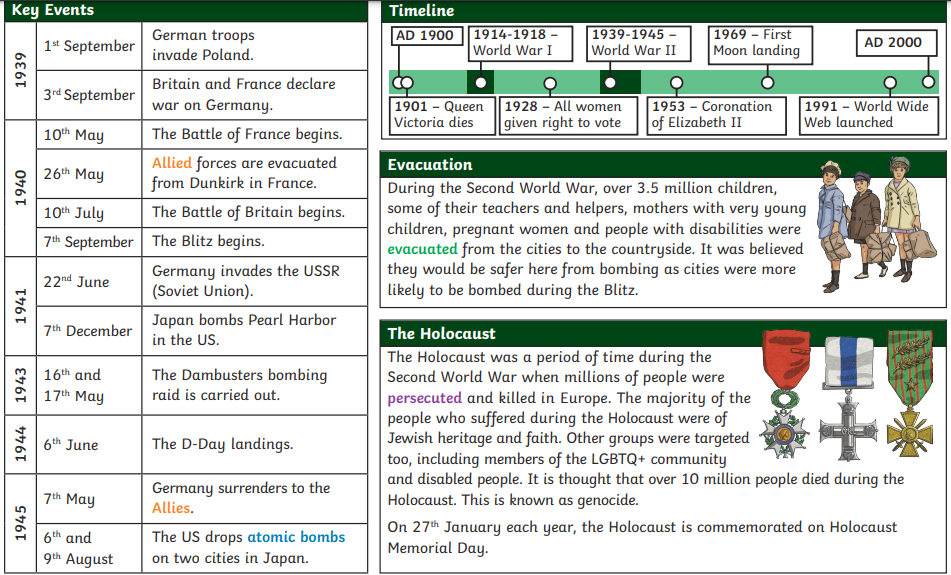 Key Events
1939
1st September
German troops
invade Poland.
3rd September
Britain and France declare
war on Germany.
1940
10th May
The Battle of France begins.
26th May
Allied forces are evacuated
from Dunkirk in France.
10th July
The Battle of Britain begins.
7th September
The Blitz begins.
1941
22nd June
Germany invades the USSR
(Soviet Union).
7th December
Japan bombs Pearl Harbor
in the US.
1943
16th and
17th May
The Dambusters bombing
raid is carried out.
1944
6th June
The D-Day landings.
1945
7th May
Germany surrenders to the
Allies.
6th and
9th August
The US drops atomic bombs
on two cities in Japan.
Timeline
AD 1900
1914-1918 –
World War I
1939-1945 –
World War II
1969 – First
Moon landing
AD 2000
1901 – Queen
Victoria dies
1928 – All women
given right to vote
1953 – Coronation
of Elizabeth II
1991 – World Wide
Web launched
Evacuation
During the Second World War, over 3.5 million children,
some of their teachers and helpers, mothers with very young
children, pregnant women and people with disabilities were
evacuated from the cities to the countryside. It was believed
they would be safer here from bombing as cities were more
likely to be bombed during the Blitz.
The Holocaust
The Holocaust was a period of time during the
Second World War when millions of people were
persecuted and killed in Europe. The majority of the
people who suffered during the Holocaust were of
Jewish heritage and faith. Other groups were targeted
too, including members of the LGBTQ+ community
and disabled people. It is thought that over 10 million people died during the
Holocaust. This is known as genocide.
On 27th January each year, the Holocaust is commemorated on Holocaust
Memorial Day.